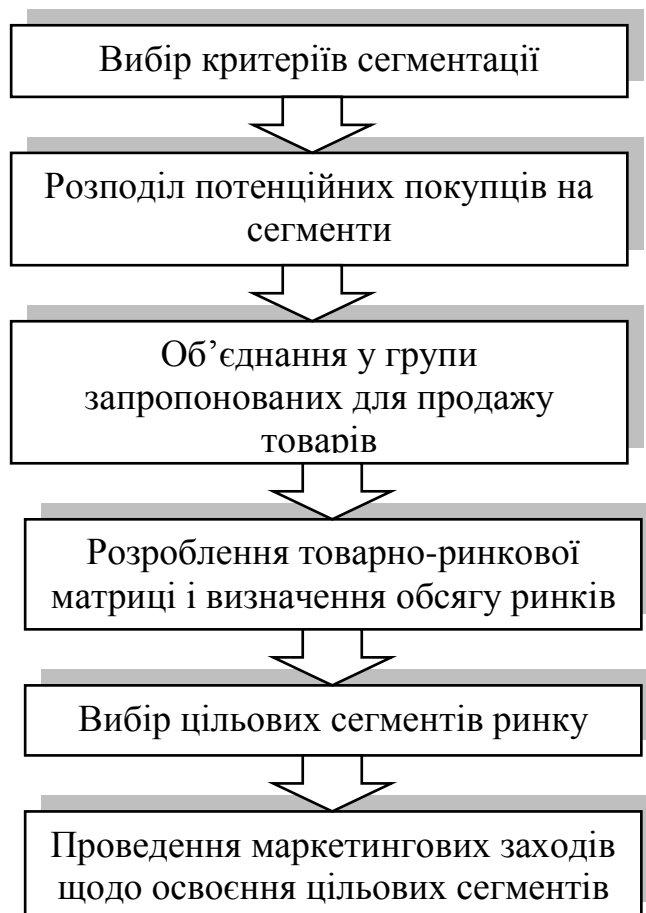 Вибір критеріїв сегментації
Розподіл потенційних покупців на
сегменти
Об’єднання у групи
запропонованих для продажу
товарів
Розроблення товарно-ринкової
матриці і визначення обсягу ринків
Вибір цільових сегментів ринку
Проведення маркетингових заходів
щодо освоєння цільових сегментів